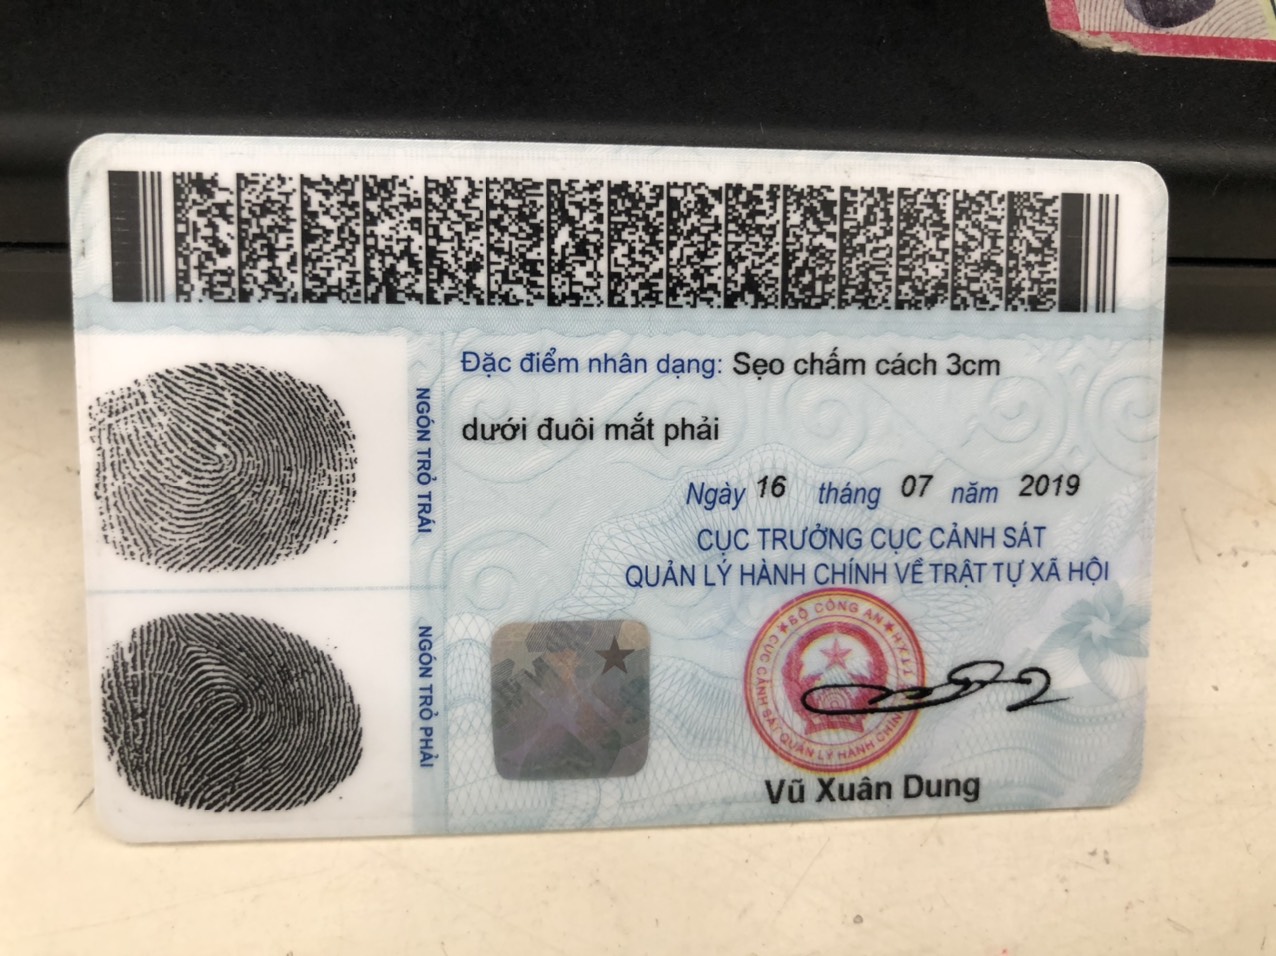 Đặc điểm nhân dạng: Sẹo chấm cách 3cm
dưới đuôi mắt phải
NGÓN TRỎ TRÁI
NGÓN TRỎ PHẢI
Ngày 16 tháng 07 năm 2019
CỤC TRƯỞNG CỤC CẢNH SÁT
QUẢN LÝ HÀNH CHÍNH VỀ TRẬT TỰ XÃ HỘI
BỘ CÔNG AN
CỤC CẢNH SÁT QUẢN LÝ HÀNH CHÍNH
Vũ Xuân Dung